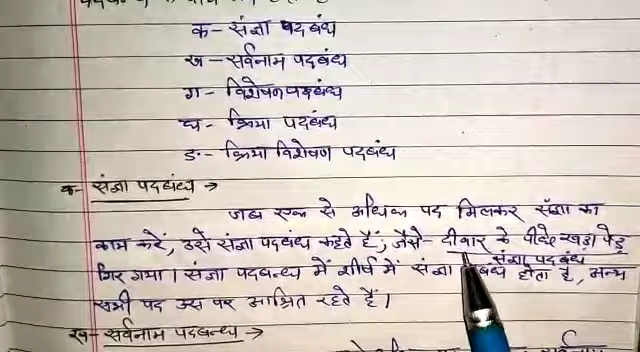 क- संज्ञा पदबंध
ख- सर्वनाम पदबंध
ग- विशेषण पदबंध
घ- क्रिया पदबंध
ङ- क्रिया विशेषण पदबंध
क- संज्ञा पदबंध →
जब एक से अधिक पद मिलकर संज्ञा का
काम करें, उसे संज्ञा पदबंध कहते हैं, जैसे- दीवार के पीछे खड़ा पेड़
संज्ञा पदबंध
गिर गया। संज्ञा पदबन्ध में शीर्ष में संज्ञा होता है, अन्य
सभी पद उस पर आश्रित रहते हैं।
ख- सर्वनाम पदबन्ध →